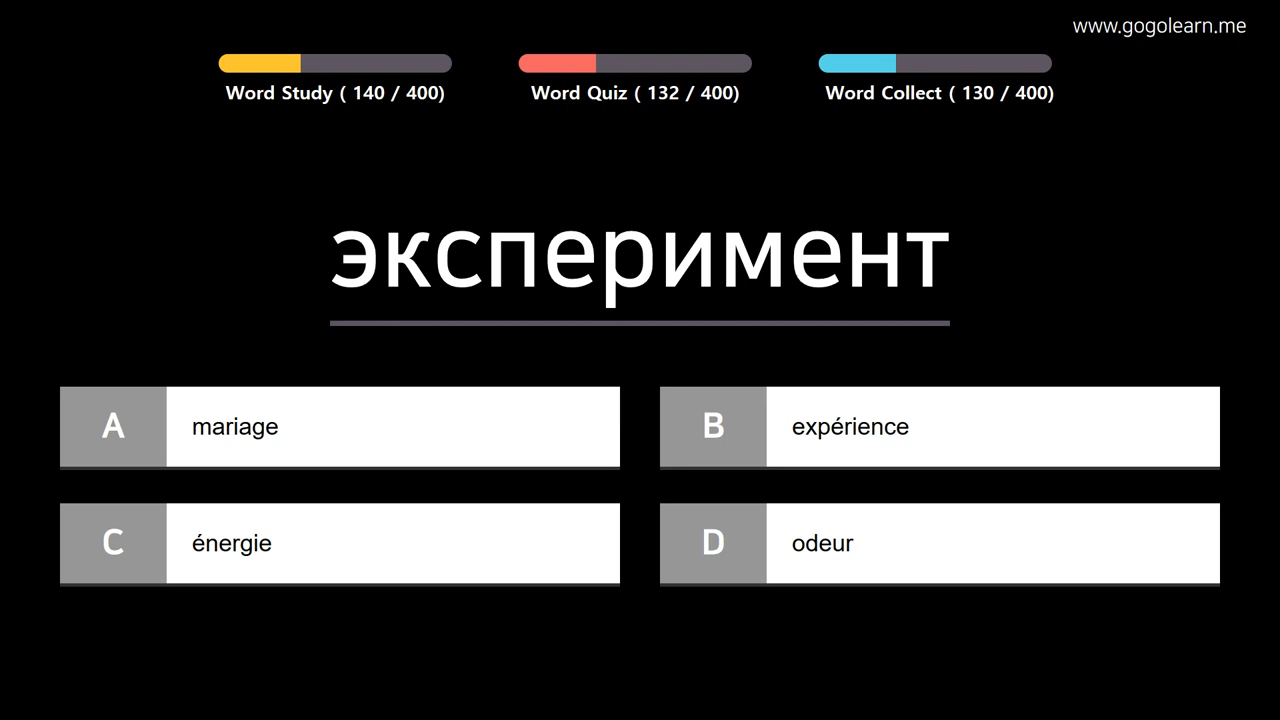 www.gogolearn.me
Word Study ( 140 / 400)
Word Quiz ( 132 / 400)
Word Collect ( 130 / 400)
эксперимент
A mariage
B expérience
C énergie
D odeur